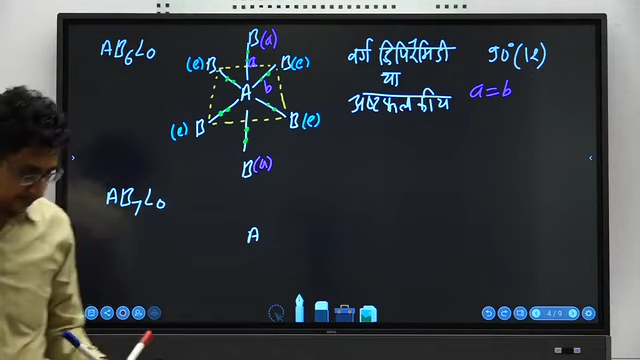 AB₆L₀
B(a)
(e)B
B(e)
a
b
A
(e)B
B(e)
B(a)
वर्ग द्विपिरैमिडी
या
अष्टफलकीय
90°(12)
a=b
AB₇L₀
A
4/9